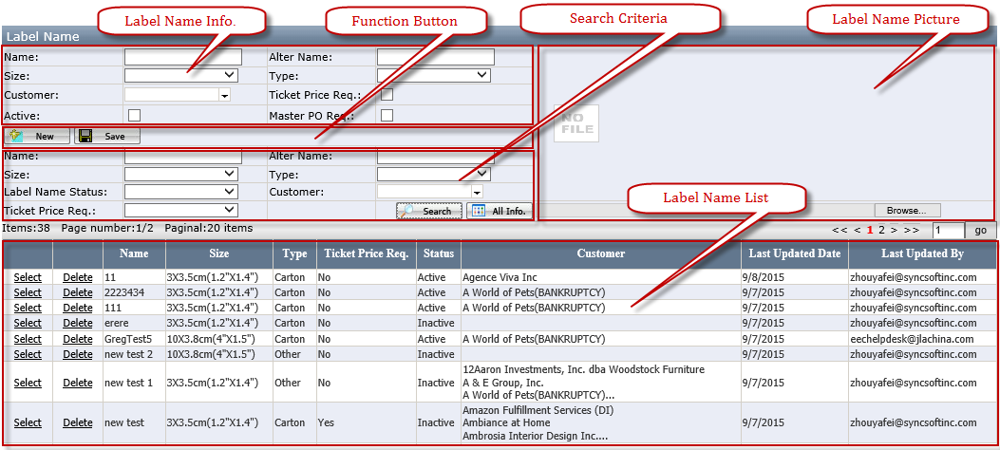 Label Name Info.
Function Button
Search Criteria
Label Name Picture
Label Name
Name:
Alter Name:
Size:
Type:
Customer:
Ticket Price Req.:
Active:
Master PO Req.:
NO FILE
New
Save
Name:
Alter Name:
Size:
Type:
Label Name Status:
Customer:
Ticket Price Req.:
Search
All Info.
Label Name List
Browse...
Items:38 Page number:1/2 Paginal:20 items
<< < 1 2 > >> 1 go
Name Size Type Ticket Price Req. Status Customer Last Updated Date Last Updated By
Select Delete 11 3X3.5cm(1.2"X1.4") Carton No Active Agence Viva Inc 9/8/2015 zhouyafei@syncsoftinc.com
Select Delete 2223434 3X3.5cm(1.2"X1.4") Carton No Active A World of Pets(BANKRUPTCY) 9/7/2015 zhouyafei@syncsoftinc.com
Select Delete 111 3X3.5cm(1.2"X1.4") Carton No Active A World of Pets(BANKRUPTCY) 9/7/2015 zhouyafei@syncsoftinc.com
Select Delete erere 3X3.5cm(1.2"X1.4") Carton No Inactive 9/7/2015 zhouyafei@syncsoftinc.com
Select Delete GregTest5 10X3.8cm(4"X1.5") Carton No Active A World of Pets(BANKRUPTCY) 9/7/2015 eechelpdesk@jlachina.com
Select Delete new test 2 10X3.8cm(4"X1.5") Other No Inactive 9/7/2015 zhouyafei@syncsoftinc.com
Select Delete new test 1 3X3.5cm(1.2"X1.4") Other No Inactive 12Aaron Investments, Inc. dba Woodstock Furniture
A & E Group, Inc.
A World of Pets(BANKRUPTCY)... 9/7/2015 zhouyafei@syncsoftinc.com
Select Delete new test 3X3.5cm(1.2"X1.4") Carton Yes Inactive Amazon Fulfillment Services (DI)
Ambiance at Home
Ambrosia Interior Design Inc.... 9/7/2015 zhouyafei@syncsoftinc.com